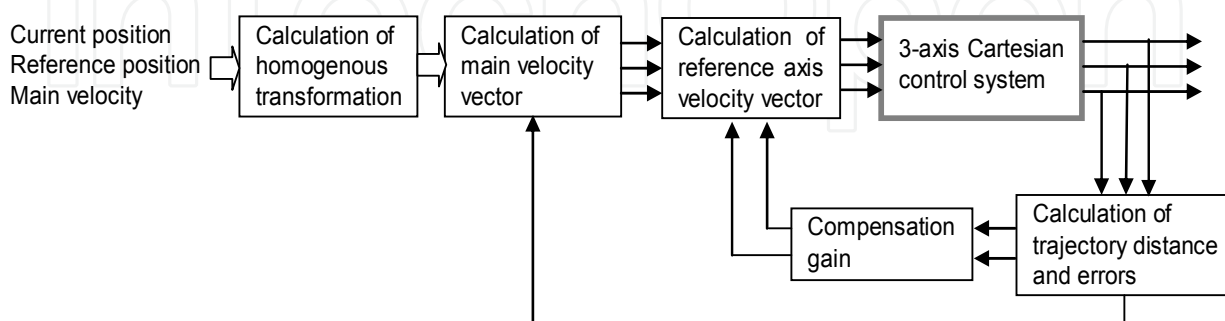 Current position
Reference position
Main velocity
Calculation of
homogenous
transformation
Calculation of
main velocity
vector
Calculation of
reference axis
velocity vector
3-axis Cartesian
control system
Compensation
gain
Calculation of
trajectory distance
and errors